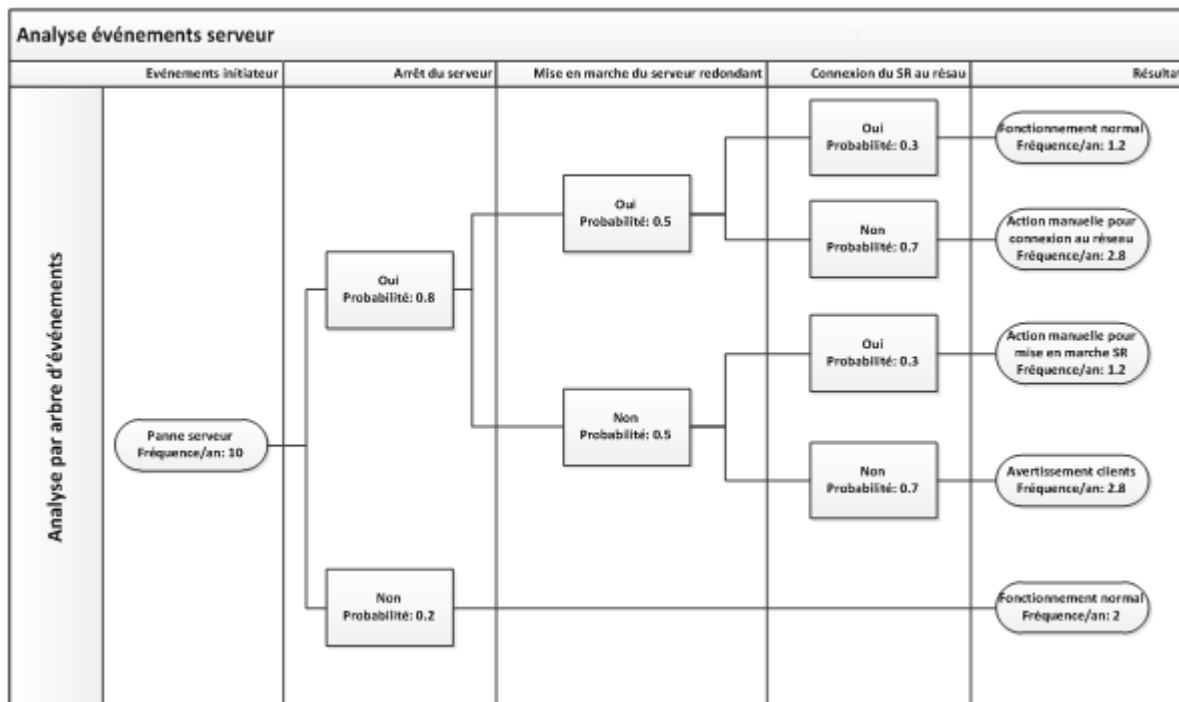 Analyse événements serveur
Evénements initiateur
Arrêt du serveur
Mise en marche du serveur redondant
Connexion du SR au résau
Résultat
Analyse par arbre d'événements
Panne serveur
Fréquence/an: 10
Oui
Probabilité: 0.8
Non
Probabilité: 0.2
Oui
Probabilité: 0.5
Non
Probabilité: 0.5
Oui
Probabilité: 0.3
Non
Probabilité: 0.7
Oui
Probabilité: 0.3
Non
Probabilité: 0.7
Fonctionnement normal
Fréquence/an: 1.2
Action manuelle pour
connexion au réseau
Fréquence/an: 2.8
Action manuelle pour
mise en marche SR
Fréquence/an: 1.2
Avertissement clients
Fréquence/an: 2.8
Fonctionnement normal
Fréquence/an: 2